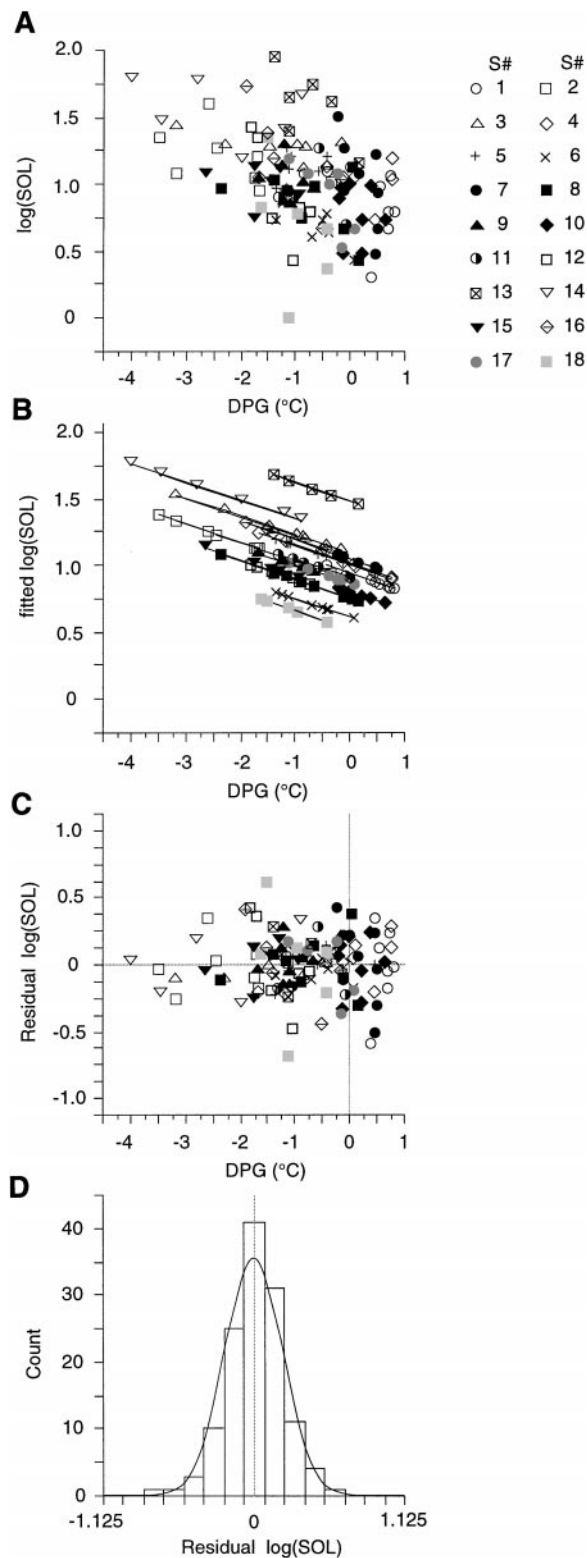 A
2.0
1.5
1.0
0.5
0
log(SOL)
-4 -3 -2 -1 0 1
DPG (°C)
S# S#
1 2
3 4
5 6
7 8
9 10
11 12
13 14
15 16
17 18
B
2.0
1.5
1.0
0.5
0
fitted log(SOL)
-4 -3 -2 -1 0 1
DPG (°C)
C
1.0
0.5
0
-0.5
-1.0
Residual log(SOL)
-4 -3 -2 -1 0 1
DPG (°C)
D
40
30
20
10
0
Count
-1.125 0 1.125
Residual log(SOL)